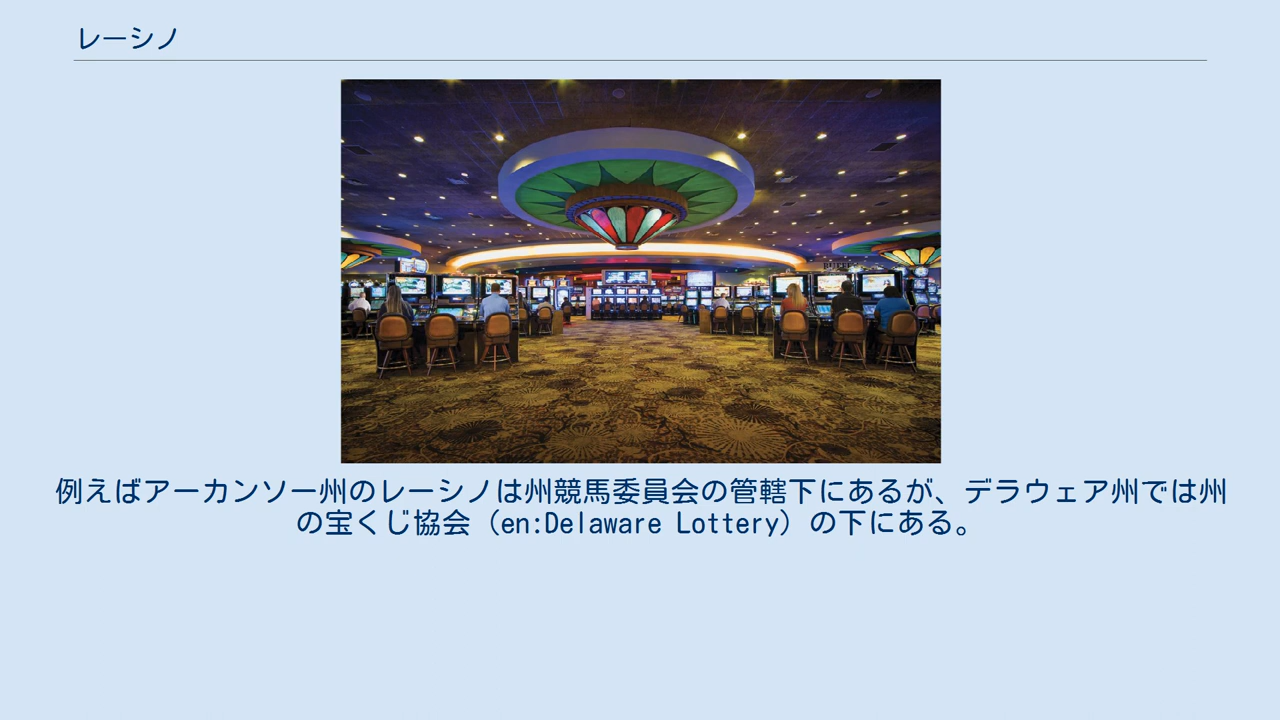 レーシノ
例えばアーカンソー州のレーシノは州競馬委員会の管轄下にあるが、デラウェア州では州
の宝くじ協会（en:Delaware Lottery）の下にある。